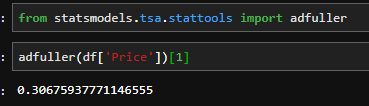 : from statsmodels.tsa.stattools import adfuller
: adfuller(df['Price'])[1]
: 0.30675937771146555